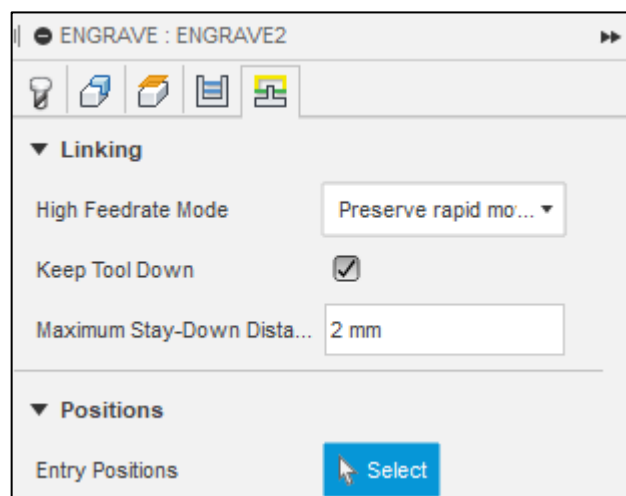 ENGRAVE : ENGRAVE2
Linking
High Feedrate Mode Preserve rapid mo...
Keep Tool Down
Maximum Stay-Down Dista... 2 mm
Positions
Entry Positions Select